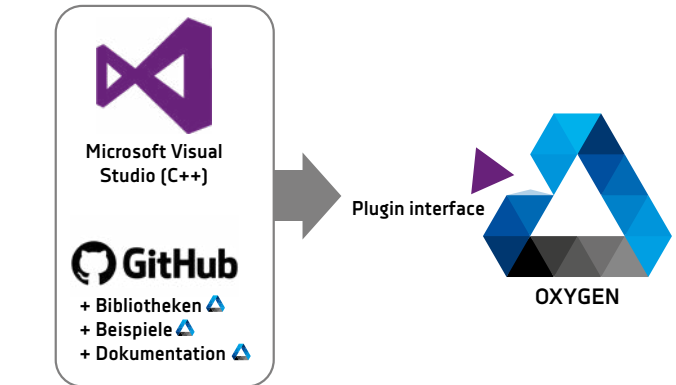 Microsoft Visual
Studio (C++)
GitHub
+ Bibliotheken
+ Beispiele
+ Dokumentation
Plugin interface
OXYGEN